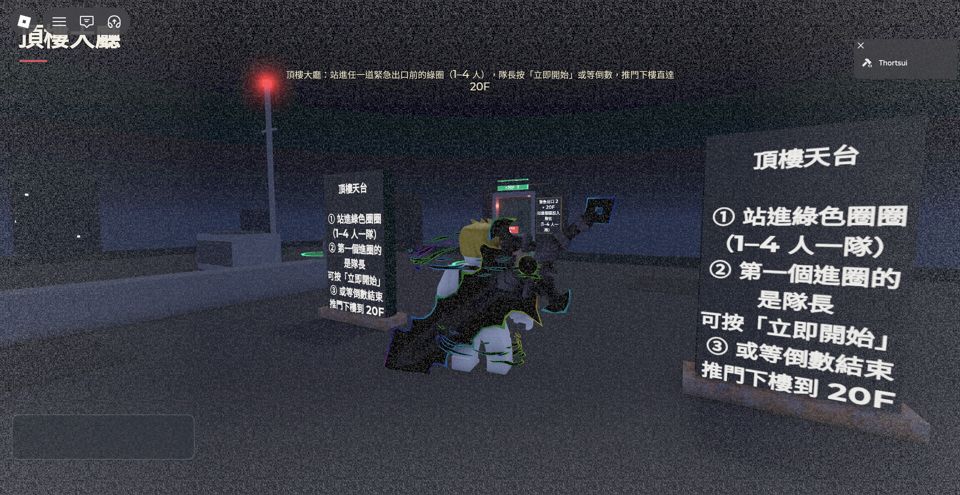 頂樓大廳
頂樓大廳：站進任一道緊急出口前的綠圈（1–4 人），隊長按「立即開始」或等倒數，推門下樓直達
20F
Thortsui
頂樓天台
① 站進綠色圈圈
（1–4 人一隊）
② 第一個進圈的
是隊長
可按「立即開始」
③ 或等倒數結束
推門下樓到 20F
緊急出口 2
頂樓天台
① 站進綠色圈圈
（1–4 人一隊）
② 第一個進圈的
是隊長
可按「立即開始」
③ 或等倒數結束
推門下樓到 20F